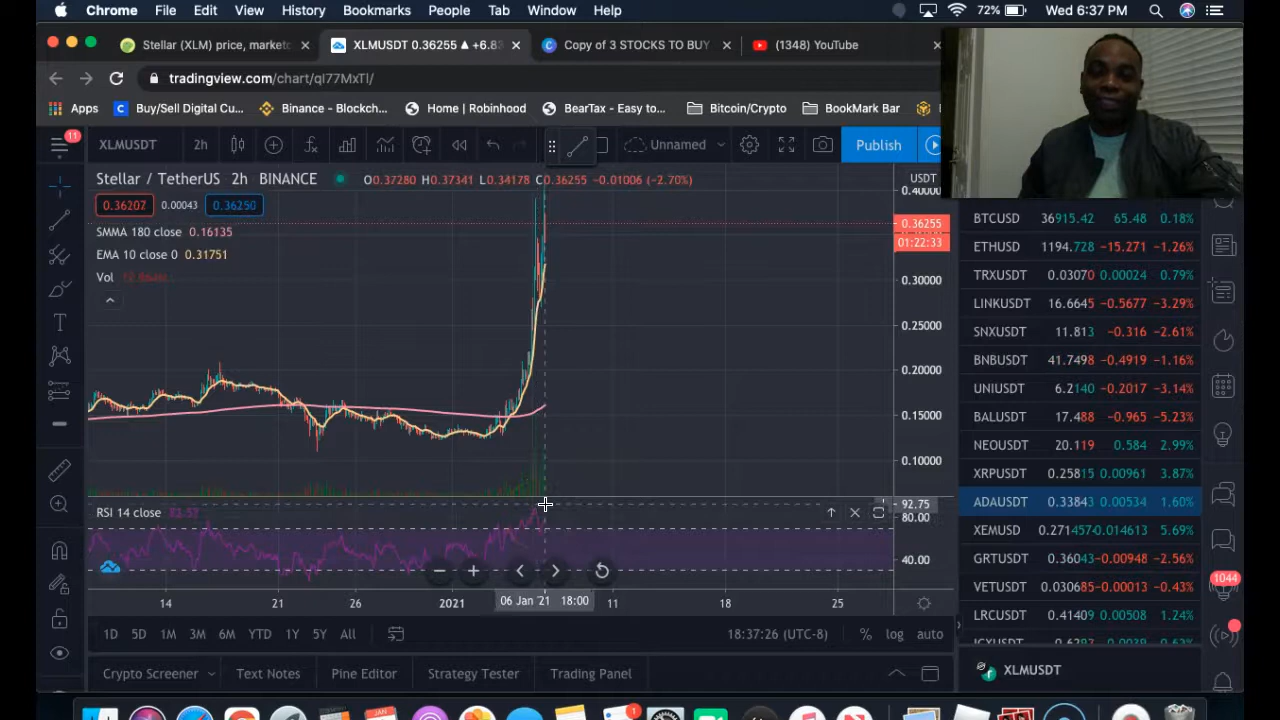 Chrome File Edit View History Bookmarks People Tab Window Help 72% Wed 6:37 PM
Stellar (XLM) price, marketc XLMUSDT 0.36255 ▲ +6.83 Copy of 3 STOCKS TO BUY (1348) YouTube
tradingview.com/chart/qI77MxTI/
Apps Buy/Sell Digital Cu... Binance - Blockch... Home | Robinhood BearTax - Easy to... Bitcoin/Crypto BookMark Bar
11 XLMUSDT 2h Unnamed Publish
Stellar / TetherUS 2h BINANCE O0.37280 H0.37341 L0.34178 C0.36255 −0.01006 (−2.70%) USDT
0.40000
0.36207 0.00043 0.36250
SMMA 180 close 0.16135
EMA 10 close 0 0.31751
Vol
0.36255
01:22:33
0.30000
0.25000
0.20000
0.15000
0.10000
RSI 14 close
92.75
80.00
40.00
14 21 26 2021 06 Jan '21 18:00 11 18 25
1D 5D 1M 3M 6M YTD 1Y 5Y All 18:37:26 (UTC-8) % log auto
Crypto Screener Text Notes Pine Editor Strategy Tester Trading Panel
BTCUSD 36915.42 65.48 0.18%
ETHUSD 1194.728 −15.271 −1.26%
TRXUSDT 0.03070 0.00024 0.79%
LINKUSDT 16.6645 −0.5677 −3.29%
SNXUSDT 11.813 −0.316 −2.61%
BNBUSDT 41.7498 −0.4919 −1.16%
UNIUSDT 6.2140 −0.2017 −3.14%
BALUSDT 17.488 −0.965 −5.23%
NEOUSDT 20.119 0.584 2.99%
XRPUSDT 0.25815 0.00961 3.87%
ADAUSDT 0.33843 0.00534 1.60%
XEMUSD 0.271457 0.014613 5.69%
GRTUSDT 0.36043 −0.00948 −2.56%
VETUSDT 0.030685 −0.00013 −0.43%
LRCUSDT 0.41409 0.00508 1.24%
XLMUSDT
1044